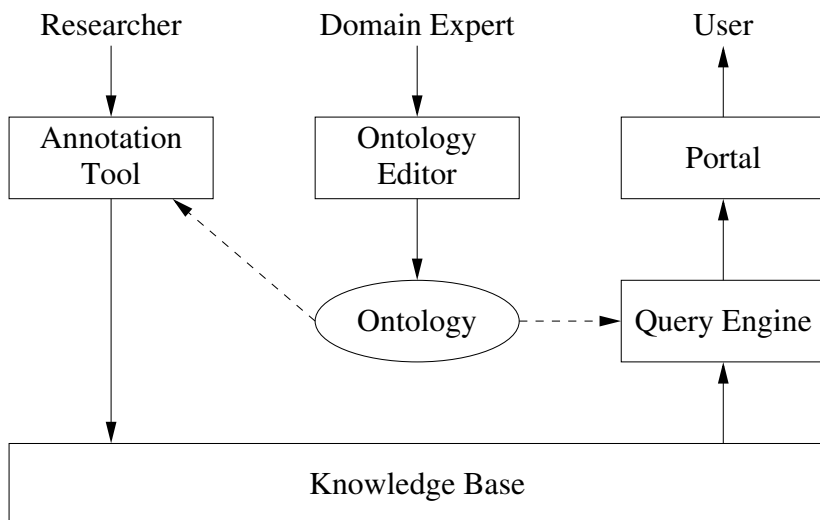 Researcher
Domain Expert
User
Annotation
Tool
Ontology
Editor
Portal
Ontology
Query Engine
Knowledge Base